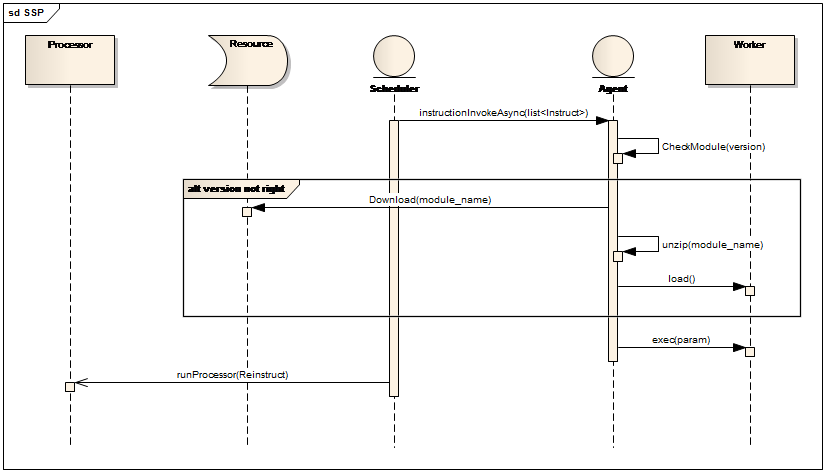 sd SSP
IProcessor
Resource
Scheduler
Agent
Worker
instructionInvokeAsync(list<Instruct>)
CheckModule(version)
alt version not right
Download(module_name)
unzip(module_name)
load()
exec(param)
runProcessor(Reinstruct)